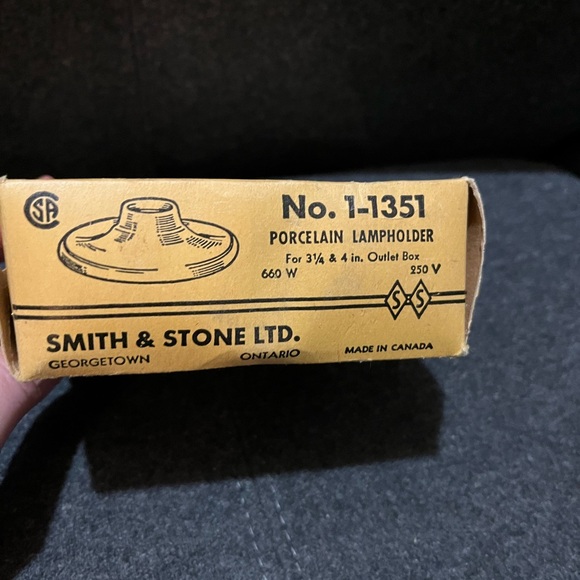 CSA
No. 1-1351
PORCELAIN LAMPHOLDER
For 3¼ & 4 in. Outlet Box
660 W 250 V
S S
SMITH & STONE LTD.
GEORGETOWN ONTARIO MADE IN CANADA